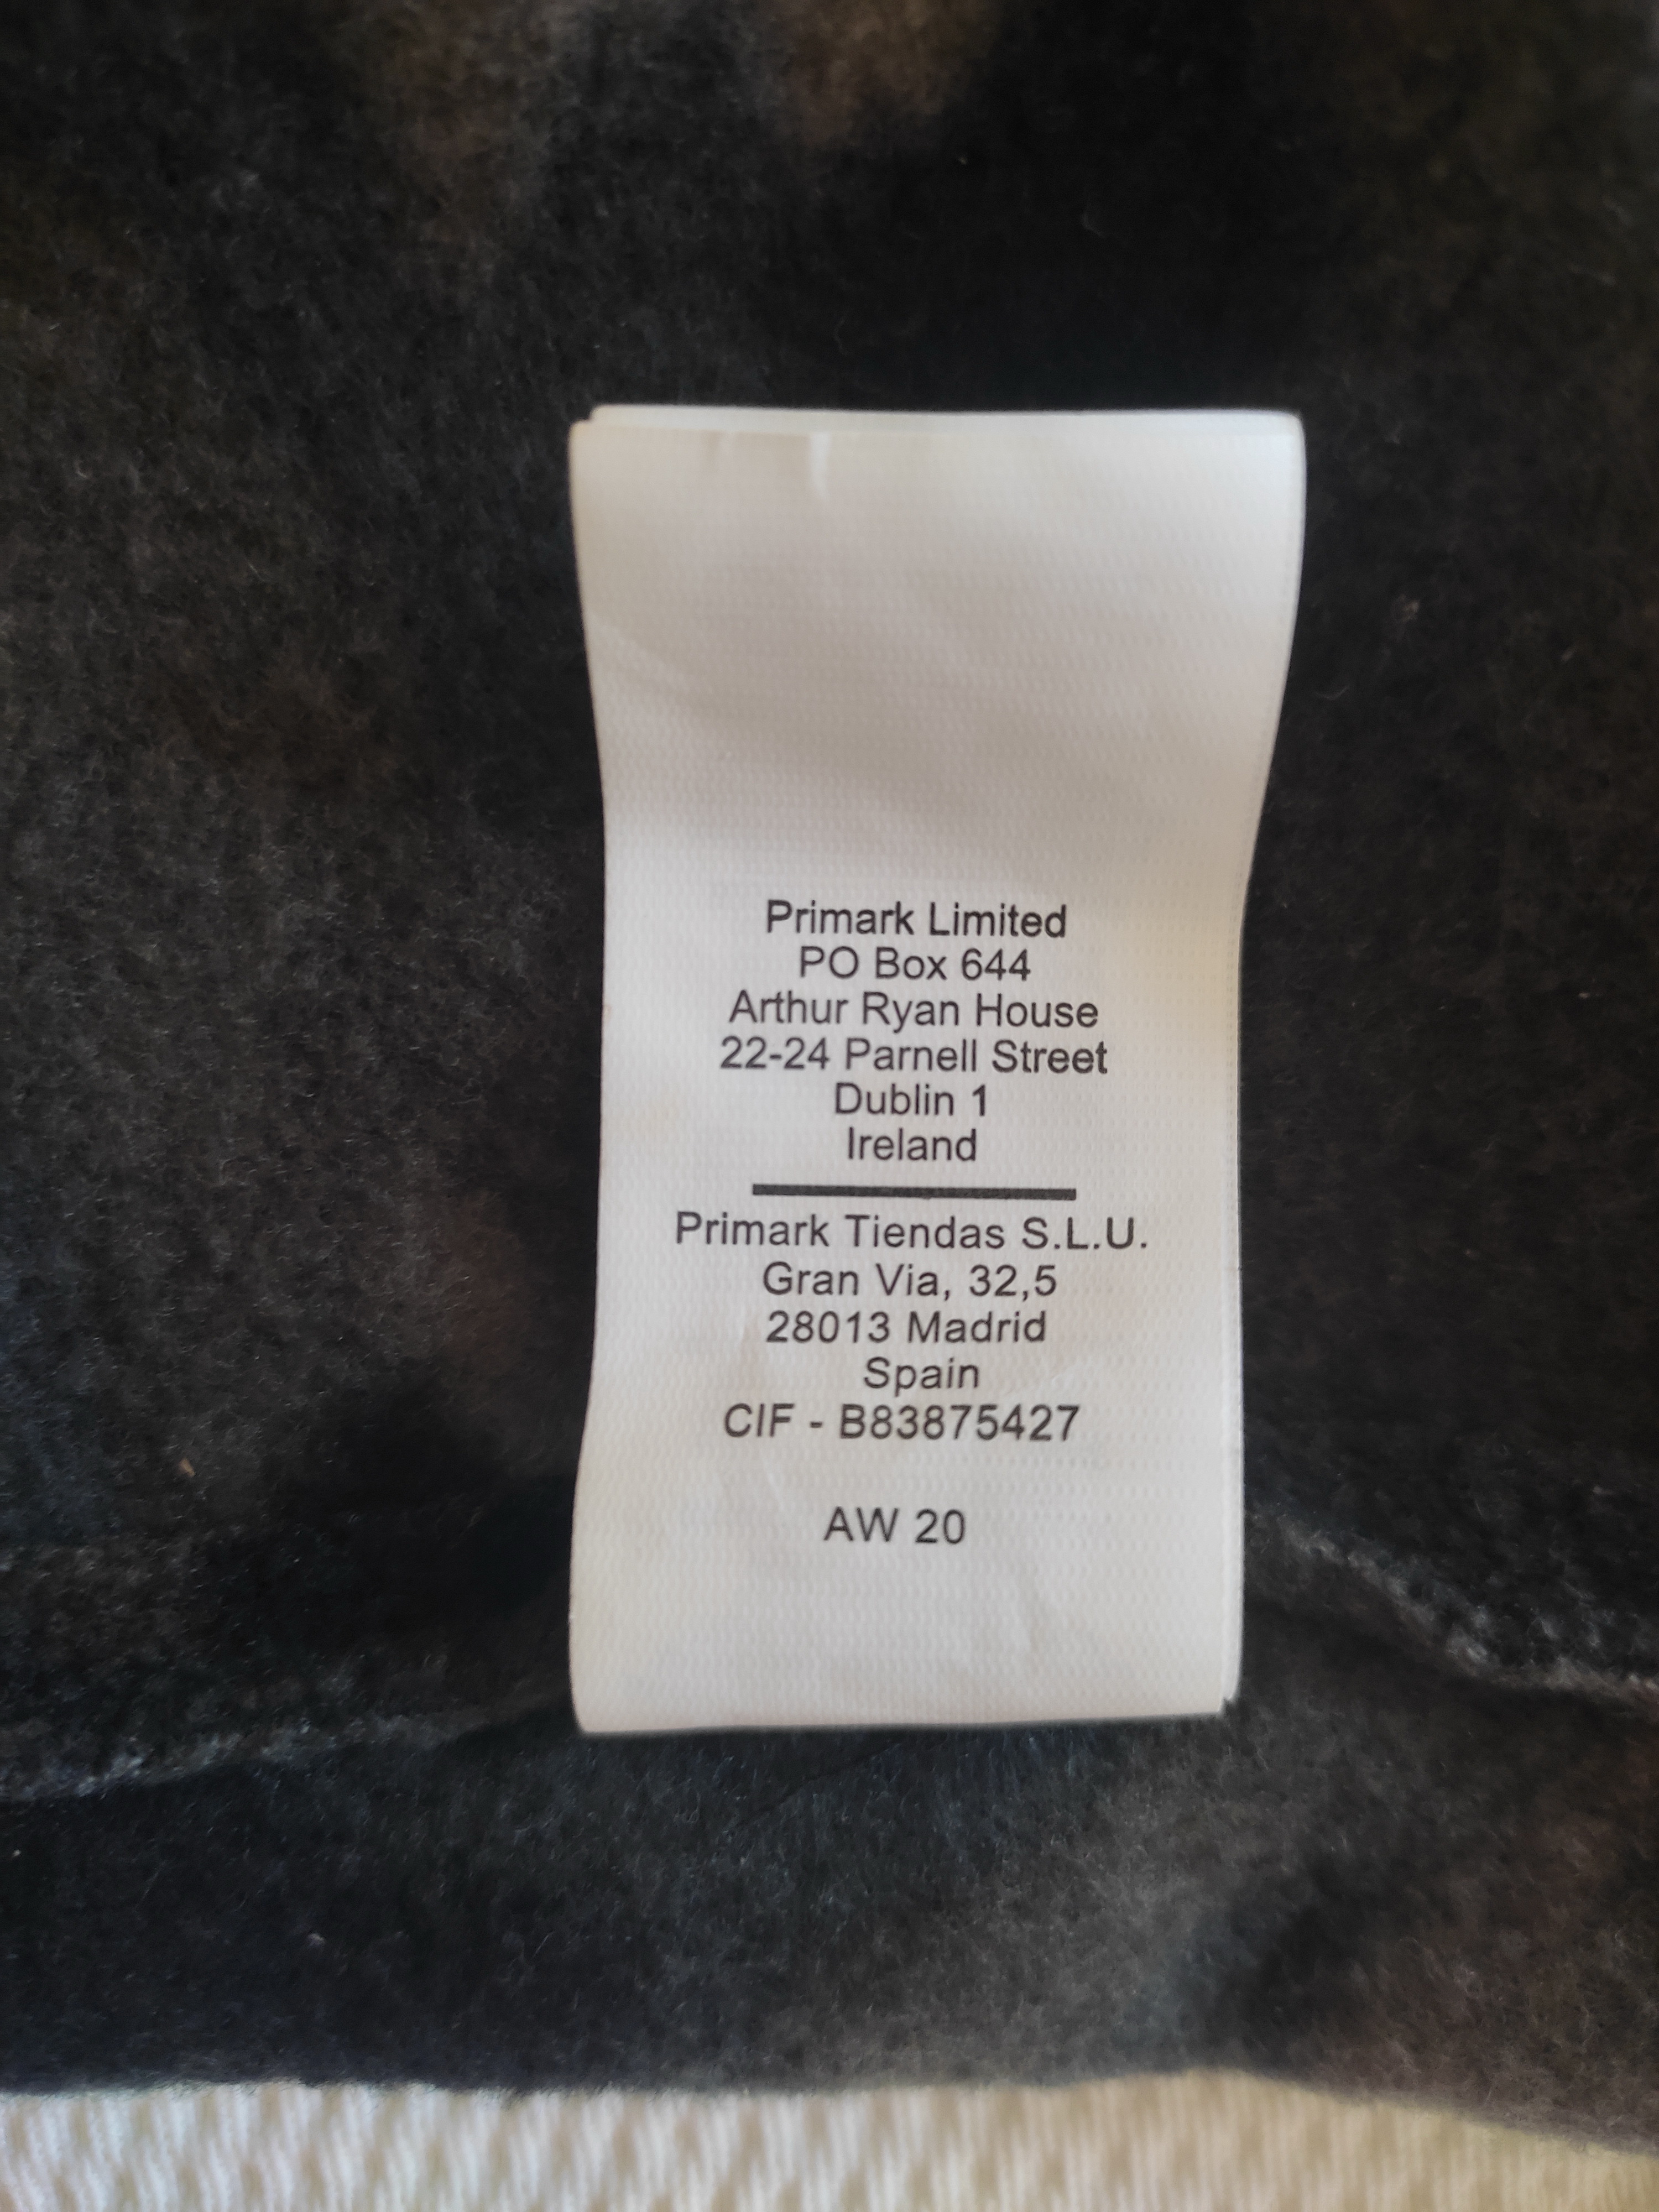 Primark Limited
PO Box 644
Arthur Ryan House
22-24 Parnell Street
Dublin 1
Ireland
Primark Tiendas S.L.U.
Gran Via, 32,5
28013 Madrid
Spain
CIF - B83875427
AW 20